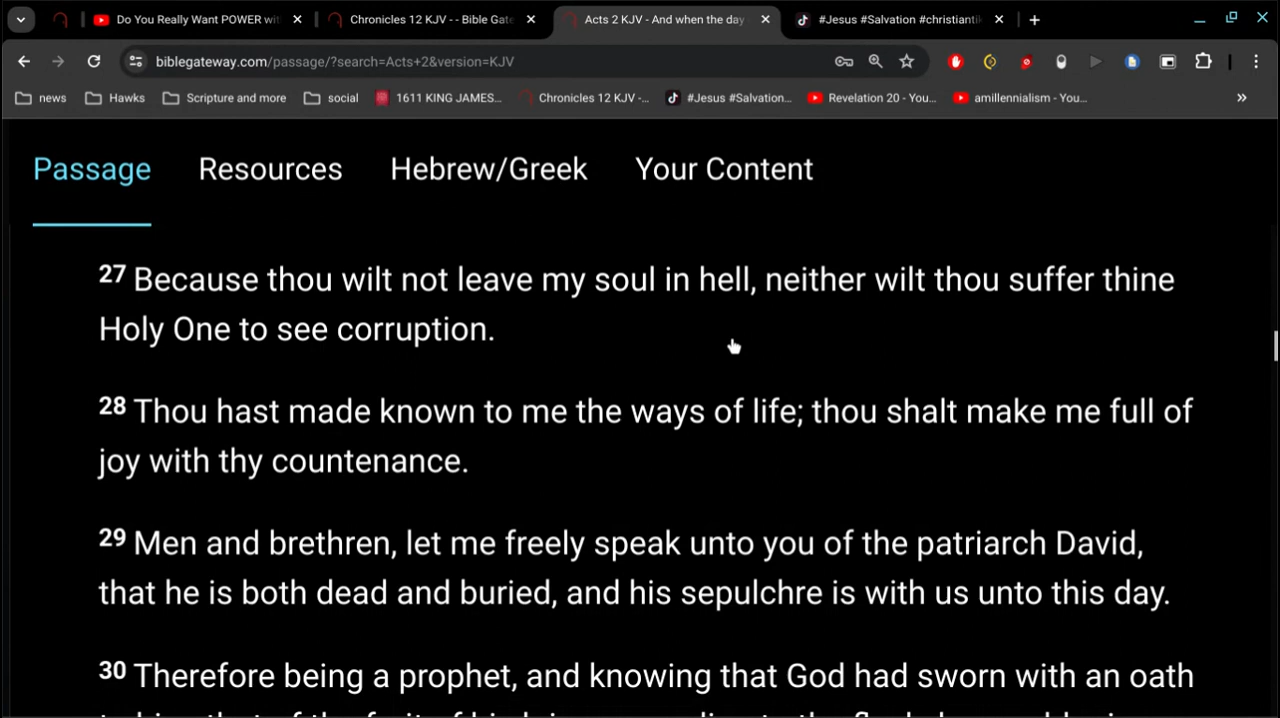 Do You Really Want POWER wit
Chronicles 12 KJV - - Bible Gate
Acts 2 KJV - And when the day
#Jesus #Salvation #christianti
biblegateway.com/passage/?search=Acts+2&version=KJV
news
Hawks
Scripture and more
social
1611 KING JAMES...
Chronicles 12 KJV -...
#Jesus #Salvation...
Revelation 20 - You...
amillennialism - You...
Passage Resources Hebrew/Greek Your Content
27 Because thou wilt not leave my soul in hell, neither wilt thou suffer thine
Holy One to see corruption.
28 Thou hast made known to me the ways of life; thou shalt make me full of
joy with thy countenance.
29 Men and brethren, let me freely speak unto you of the patriarch David,
that he is both dead and buried, and his sepulchre is with us unto this day.
30 Therefore being a prophet, and knowing that God had sworn with an oath